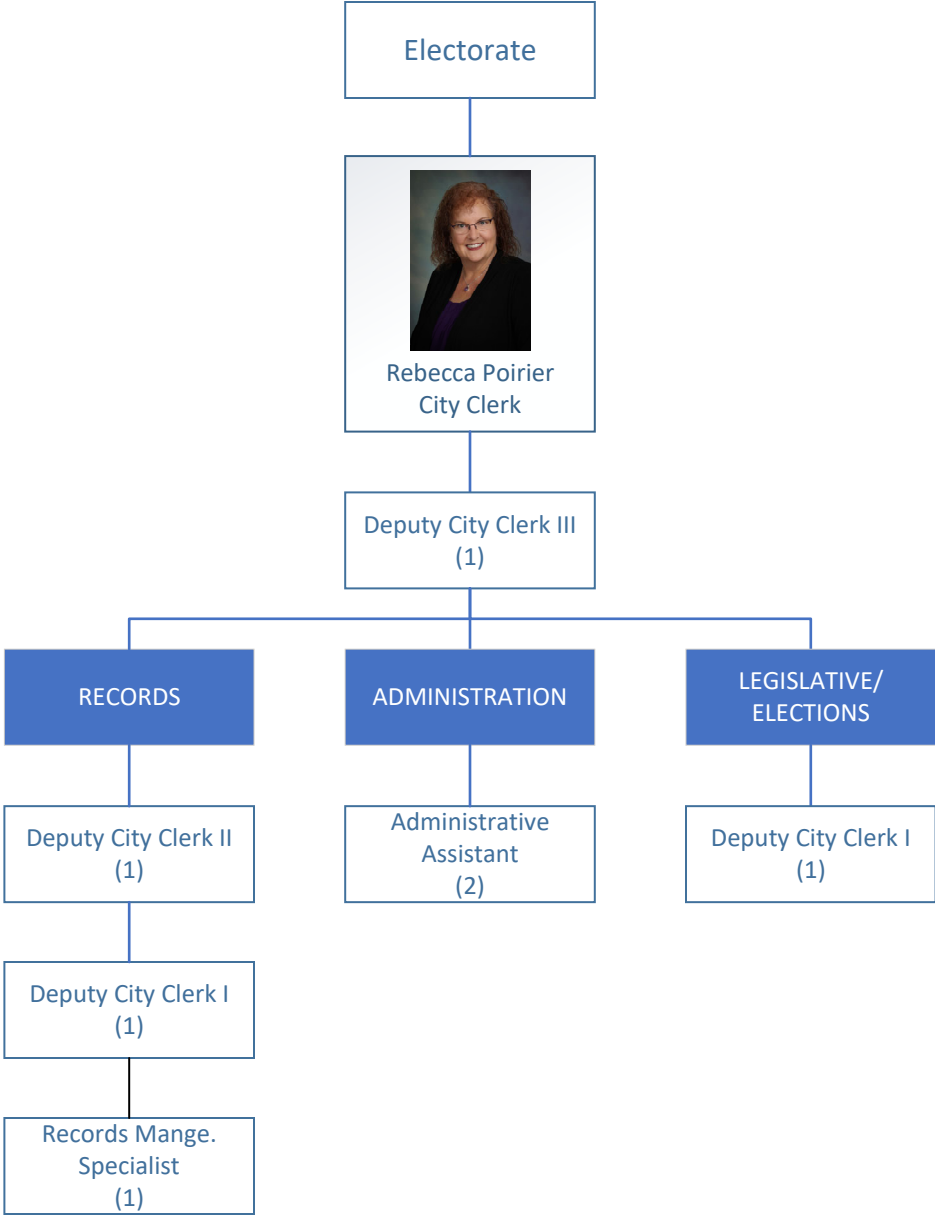 Electorate
Rebecca Poirier
City Clerk
Deputy City Clerk III
(1)
RECORDS
ADMINISTRATION
LEGISLATIVE/
ELECTIONS
Deputy City Clerk II
(1)
Administrative
Assistant
(2)
Deputy City Clerk I
(1)
Deputy City Clerk I
(1)
Records Mange.
Specialist
(1)